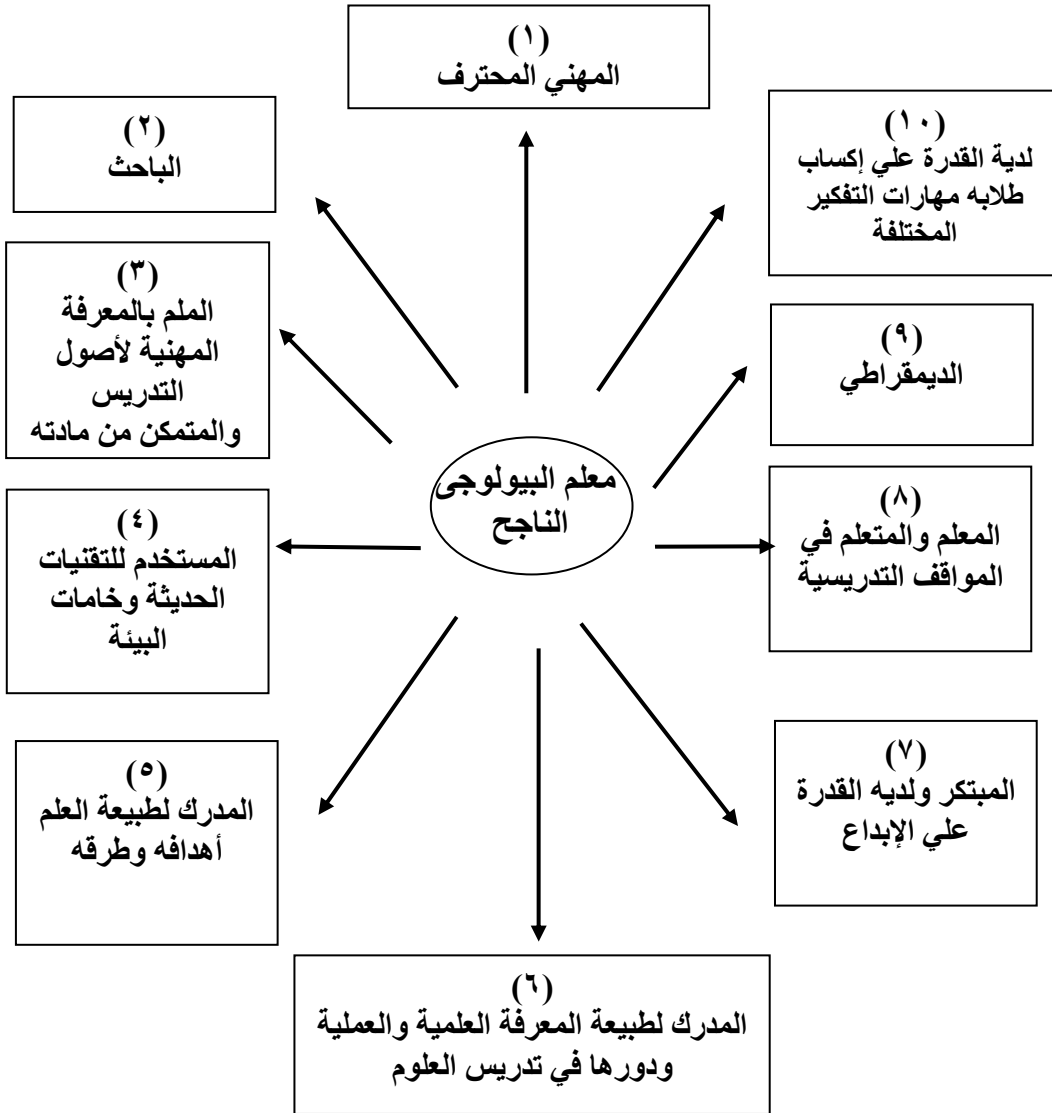 (١)
المهني المحترف
(٢)
الباحث
(٣)
الملم بالمعرفة
المهنية لأصول
التدريس
والمتمكن من مادته
(٤)
المستخدم للتقنيات
الحديثة وخامات
البيئة
(٥)
المدرك لطبيعة العلم
أهدافه وطرقه
(٦)
المدرك لطبيعة المعرفة العلمية والعملية
ودورها في تدريس العلوم
(٧)
المبتكر ولديه القدرة
علي الإبداع
(٨)
المعلم والمتعلم في
المواقف التدريسية
(٩)
الديمقراطي
(١٠)
لدية القدرة علي إكساب
طلابه مهارات التفكير
المختلفة
معلم البيولوجى
الناجح